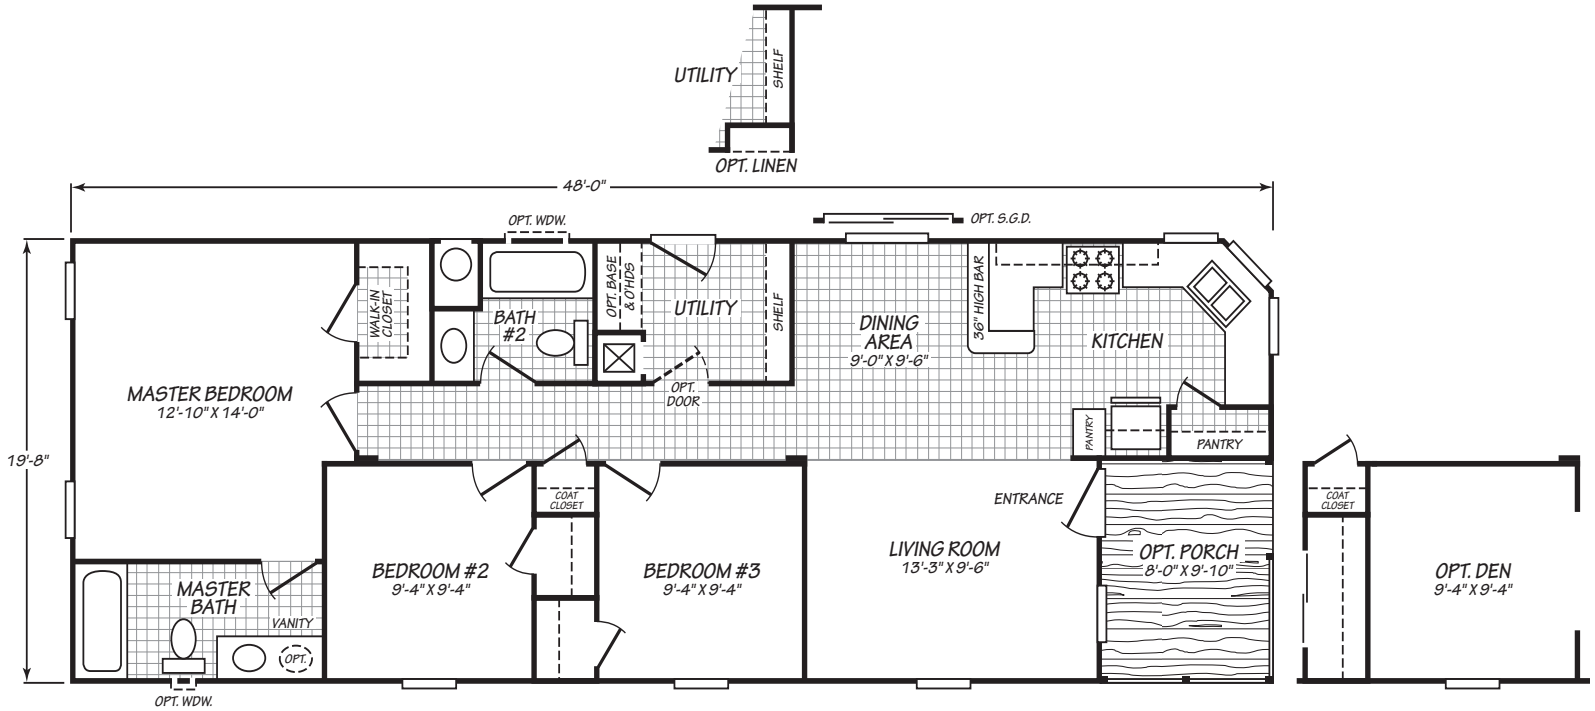 UTILITY
SHELF
OPT. LINEN
48'-0"
OPT. WDW.
OPT. S.G.D.
WALK-IN
CLOSET
OPT. BASE
& O'HDS
UTILITY
SHELF
BATH
#2
DINING
AREA
9'-0" X 9'-6"
36" HIGH BAR
KITCHEN
MASTER BEDROOM
12'-10" X 14'-0"
OPT.
DOOR
PANTRY
PANTRY
19'-8"
COAT
CLOSET
ENTRANCE
COAT
CLOSET
LIVING ROOM
13'-3" X 9'-6"
OPT. PORCH
8'-0" X 9'-10"
BEDROOM #2
9'-4" X 9'-4"
BEDROOM #3
9'-4" X 9'-4"
OPT. DEN
9'-4" X 9'-4"
MASTER
BATH
VANITY
OPT.
OPT. WDW.